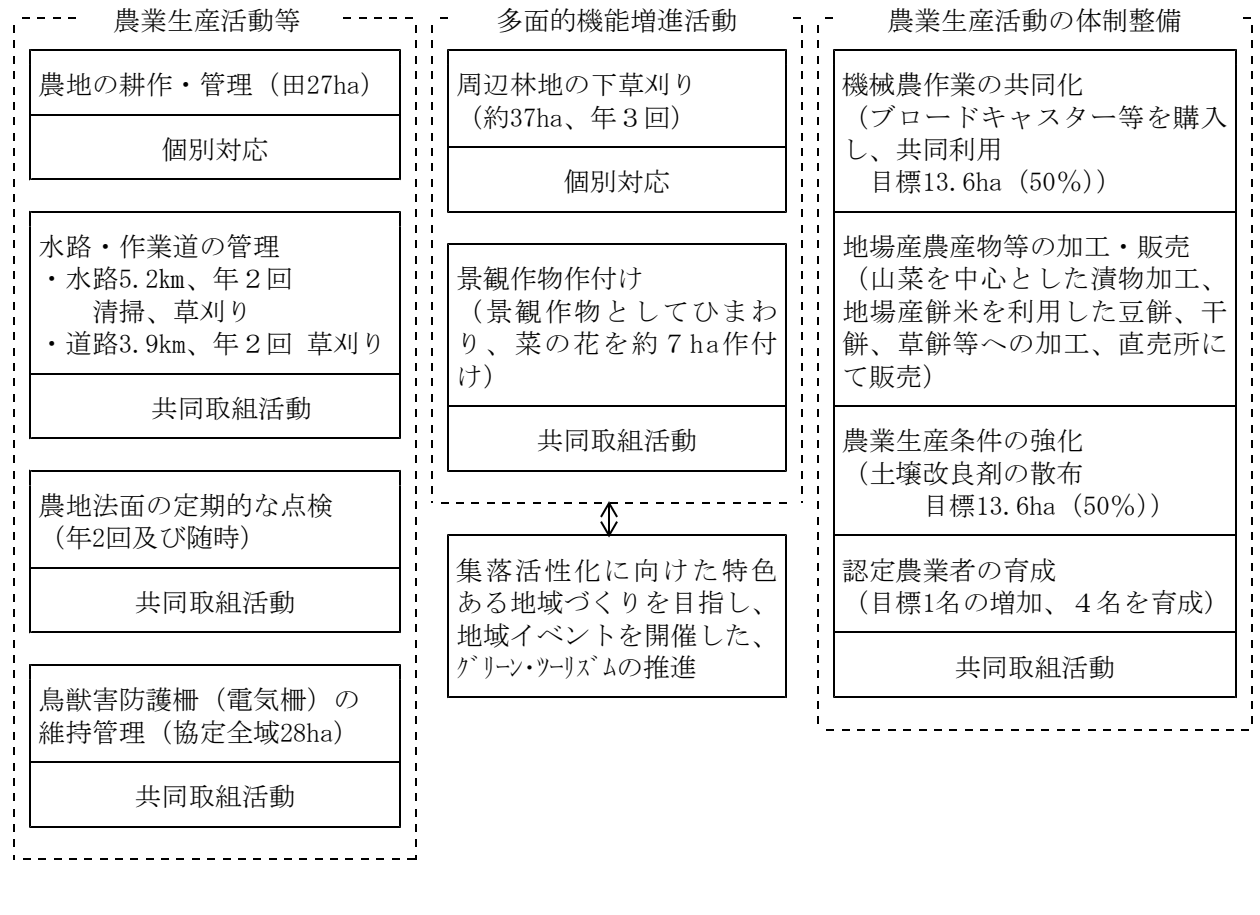 農業生産活動等
農地の耕作・管理（田27ha）
個別対応
水路・作業道の管理
・水路5.2km、年２回
清掃、草刈り
・道路3.9km、年２回 草刈り
共同取組活動
農地法面の定期的な点検
（年2回及び随時）
共同取組活動
鳥獣害防護柵（電気柵）の
維持管理（協定全域28ha）
共同取組活動
多面的機能増進活動
周辺林地の下草刈り
（約37ha、年３回）
個別対応
景観作物作付け
（景観作物としてひまわ
り、菜の花を約７ha作付
け）
共同取組活動
集落活性化に向けた特色
ある地域づくりを目指し、
地域イベントを開催した、
ｸﾞﾘｰﾝ･ﾂｰﾘｽﾞﾑの推進
農業生産活動の体制整備
機械農作業の共同化
（ブロードキャスター等を購入
し、共同利用
目標13.6ha（50％））
地場産農産物等の加工・販売
（山菜を中心とした漬物加工、
地場産餅米を利用した豆餅、干
餅、草餅等への加工、直売所に
て販売）
農業生産条件の強化
（土壌改良剤の散布
目標13.6ha（50％））
認定農業者の育成
（目標1名の増加、４名を育成）
共同取組活動